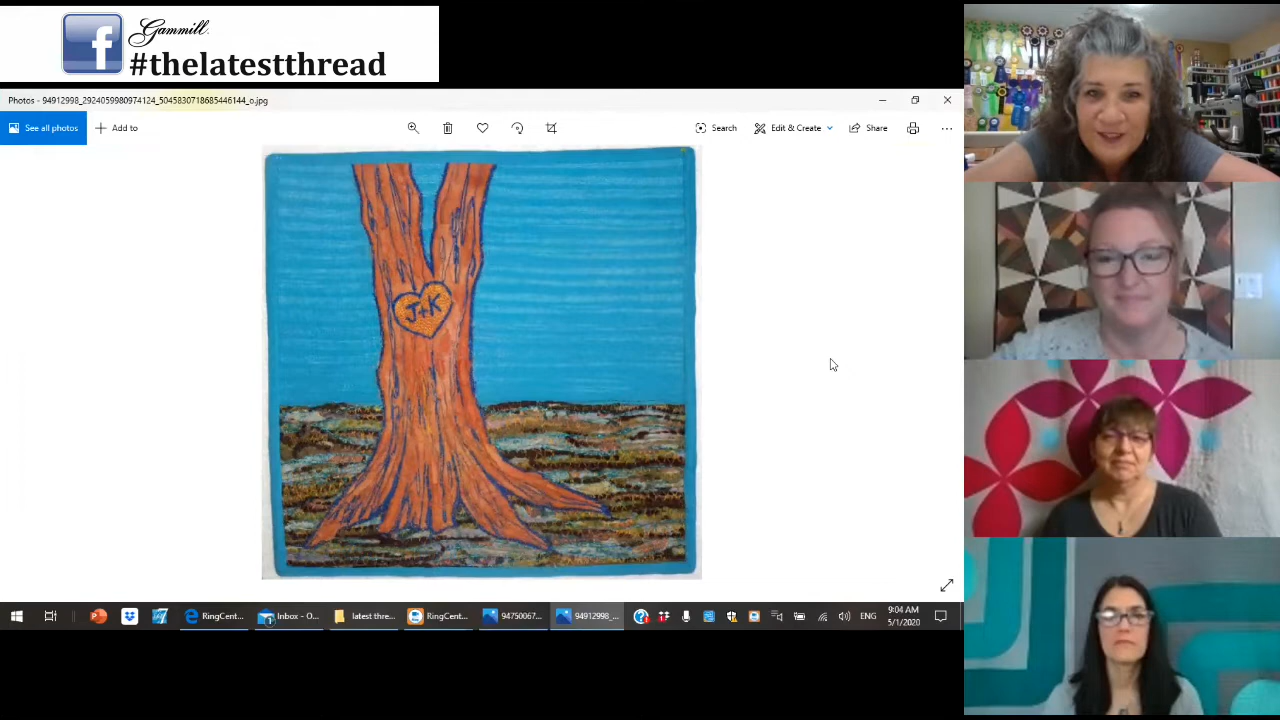 f
Gammill
#thelatestthread
Photos - 94912998_2924059980974124_5045830718685446144_o.jpg
See all photos
Add to
Search
Edit & Create
Share
J+K
RingCent...
Inbox - O...
latest thre...
RingCent...
94750067...
94912998_...
ENG
9:04 AM
5/1/2020